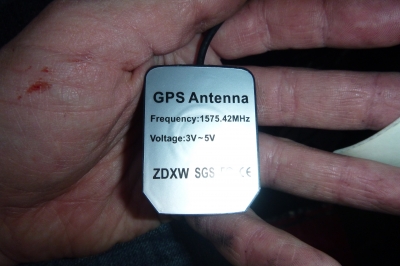 GPS Antenna
Frequency:1575.42MHz
Voltage:3V~5V
ZDXW SGS CE